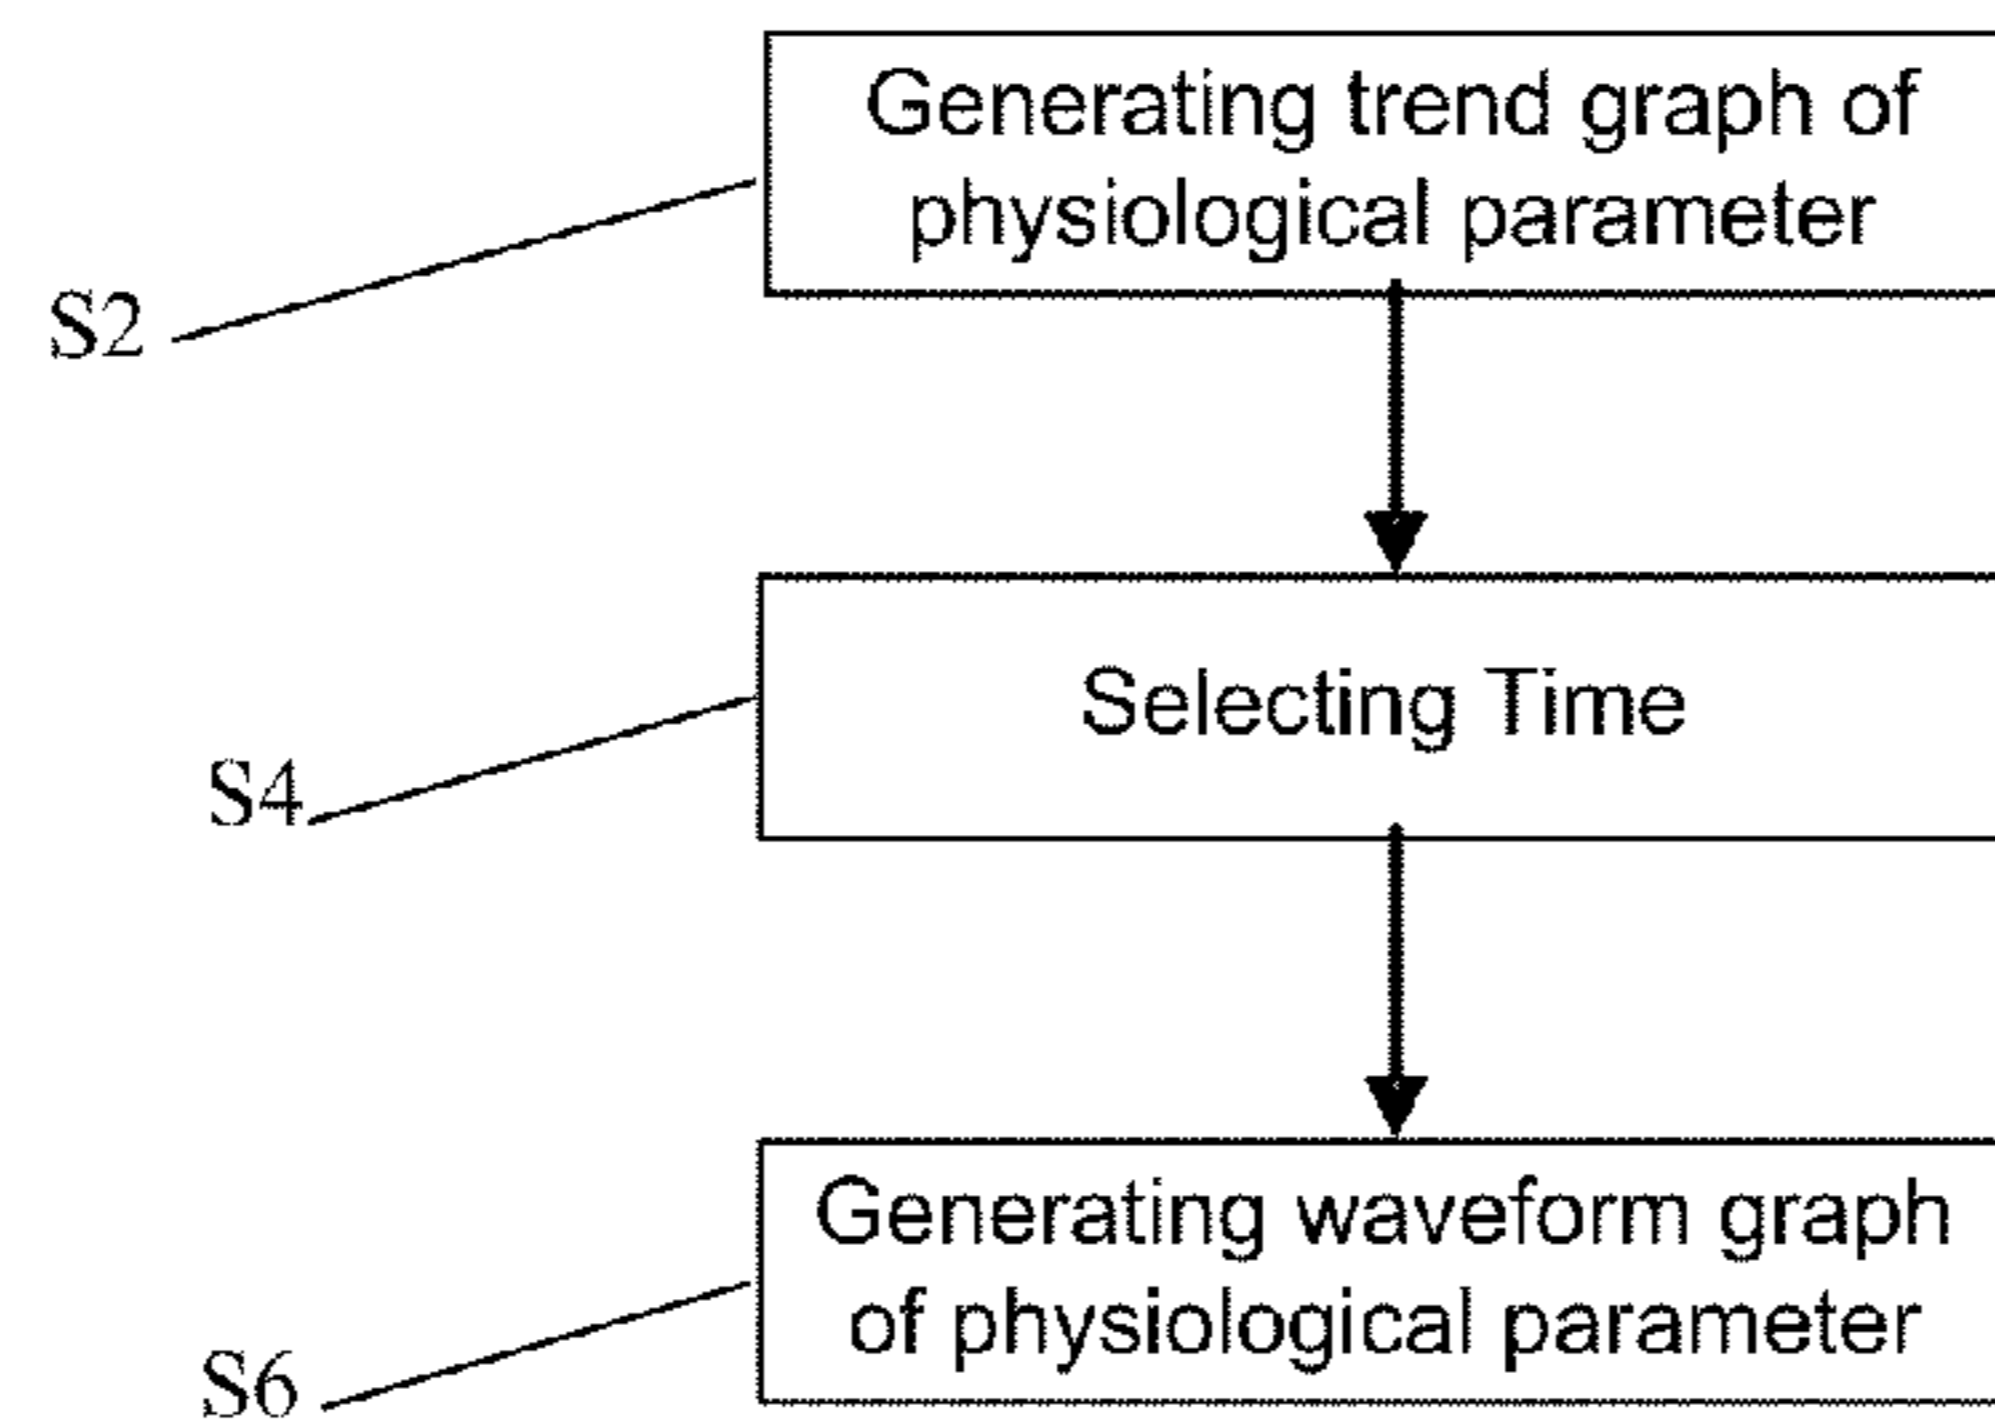 Generating trend graph of
physiological parameter
S2
Selecting Time
S4
Generating waveform graph
of physiological parameter
S6